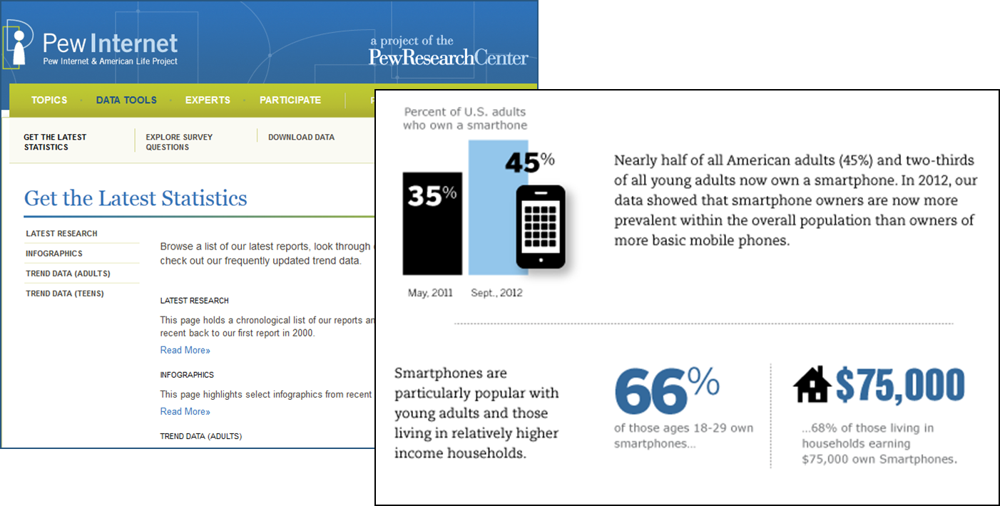 Pew Internet
Pew Internet & American Life Project
a project of the
PewResearchCenter
TOPICS
DATA TOOLS
EXPERTS
PARTICIPATE
GET THE LATEST
STATISTICS
EXPLORE SURVEY
QUESTIONS
DOWNLOAD DATA
Get the Latest Statistics
LATEST RESEARCH
INFOGRAPHICS
TREND DATA (ADULTS)
TREND DATA (TEENS)
Browse a list of our latest reports, look through
check out our frequently updated trend data.
LATEST RESEARCH
This page holds a chronological list of our reports
recent back to our first report in 2000.
Read More»
INFOGRAPHICS
This page highlights select infographics from recent
Read More»
TREND DATA (ADULTS)
Percent of U.S. adults
who own a smarthone
35%
45%
May, 2011
Sept., 2012
Nearly half of all American adults (45%) and two-thirds
of all young adults now own a smartphone. In 2012, our
data showed that smartphone owners are now more
prevalent within the overall population than owners of
more basic mobile phones.
Smartphones are
particularly popular with
young adults and those
living in relatively higher
income households.
66%
of those ages 18-29 own
smartphones...
$75,000
...68% of those living in
households earning
$75,000 own Smartphones.